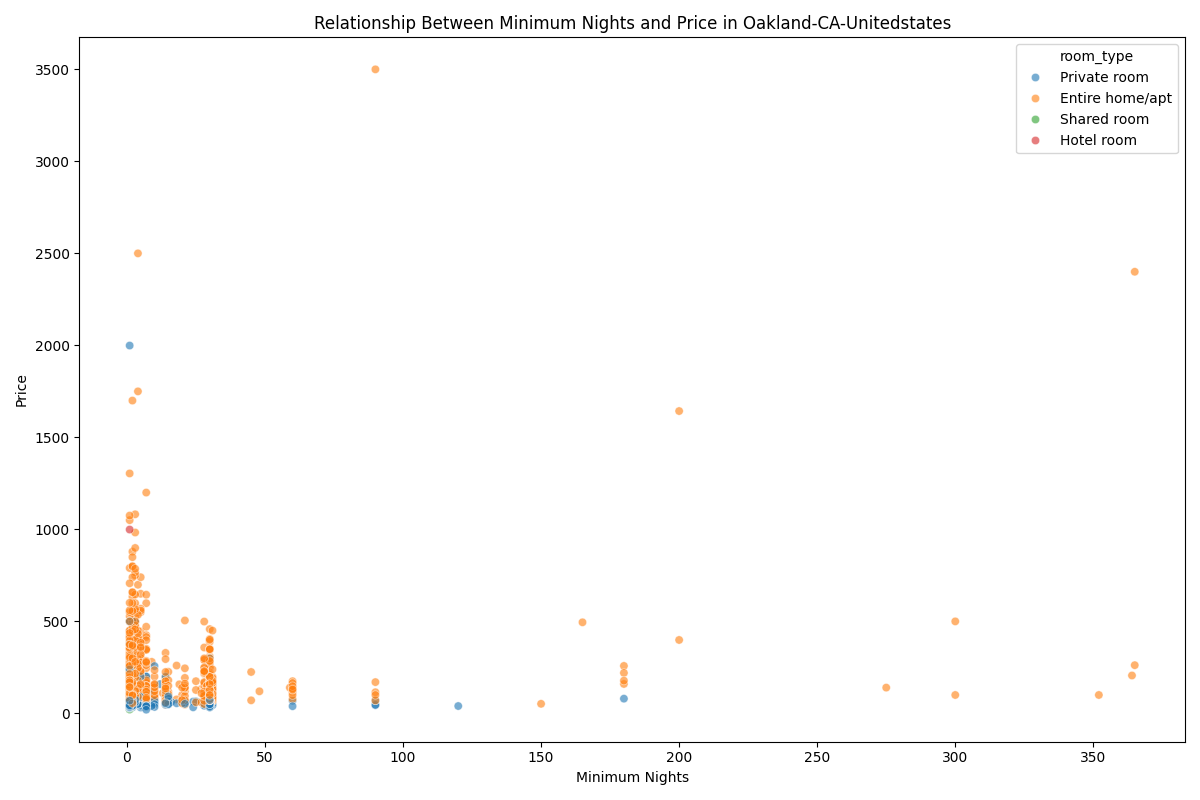 Relationship Between Minimum Nights and Price in Oakland-CA-Unitedstates
room_type
Private room
Entire home/apt
Shared room
Hotel room
3500
3000
2500
2000
1500
1000
500
0
Price
0 50 100 150 200 250 300 350
Minimum Nights